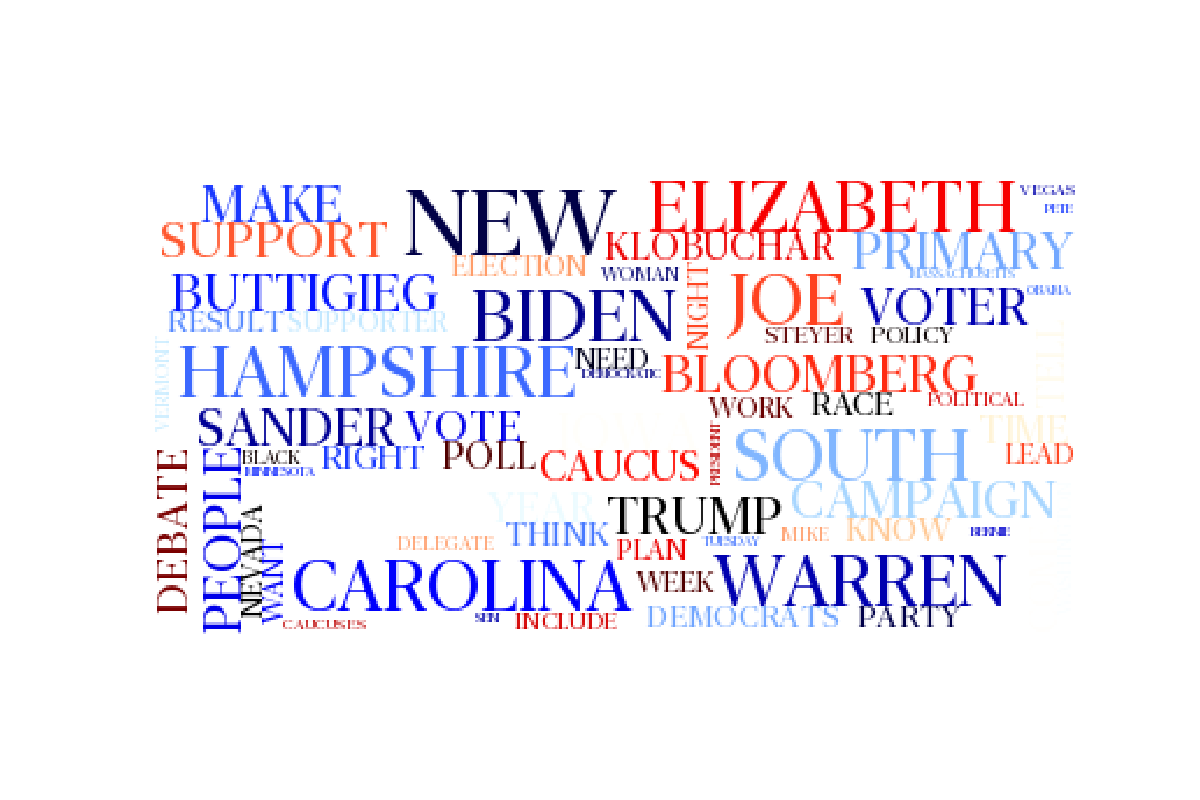 MAKE
NEW
ELIZABETH
VEGAS
PETE
SUPPORT
KLOBUCHAR
PRIMARY
ELECTION
WOMAN
MASSACHUSETTS
BUTTIGIEG
BIDEN
NIGHT
JOE
VOTER
OBAMA
RESULT
SUPPORTER
STEYER
POLICY
VERMONT
HAMPSHIRE
NEED
DEMOCRATIC
BLOOMBERG
WORK
RACE
POLITICAL
SANDER
VOTE
TIME
BLACK
MINNESOTA
RIGHT
POLL
CAUCUS
PRESIDENT
SOUTH
LEAD
DEBATE
PEOPLE
NEVADA
WANT
YEAR
TRUMP
CAMPAIGN
DELEGATE
THINK
PLAN
TUESDAY
MIKE
KNOW
BERNIE
CAROLINA
WEEK
WARREN
CAUCUSES
SEN
INCLUDE
DEMOCRATS
PARTY